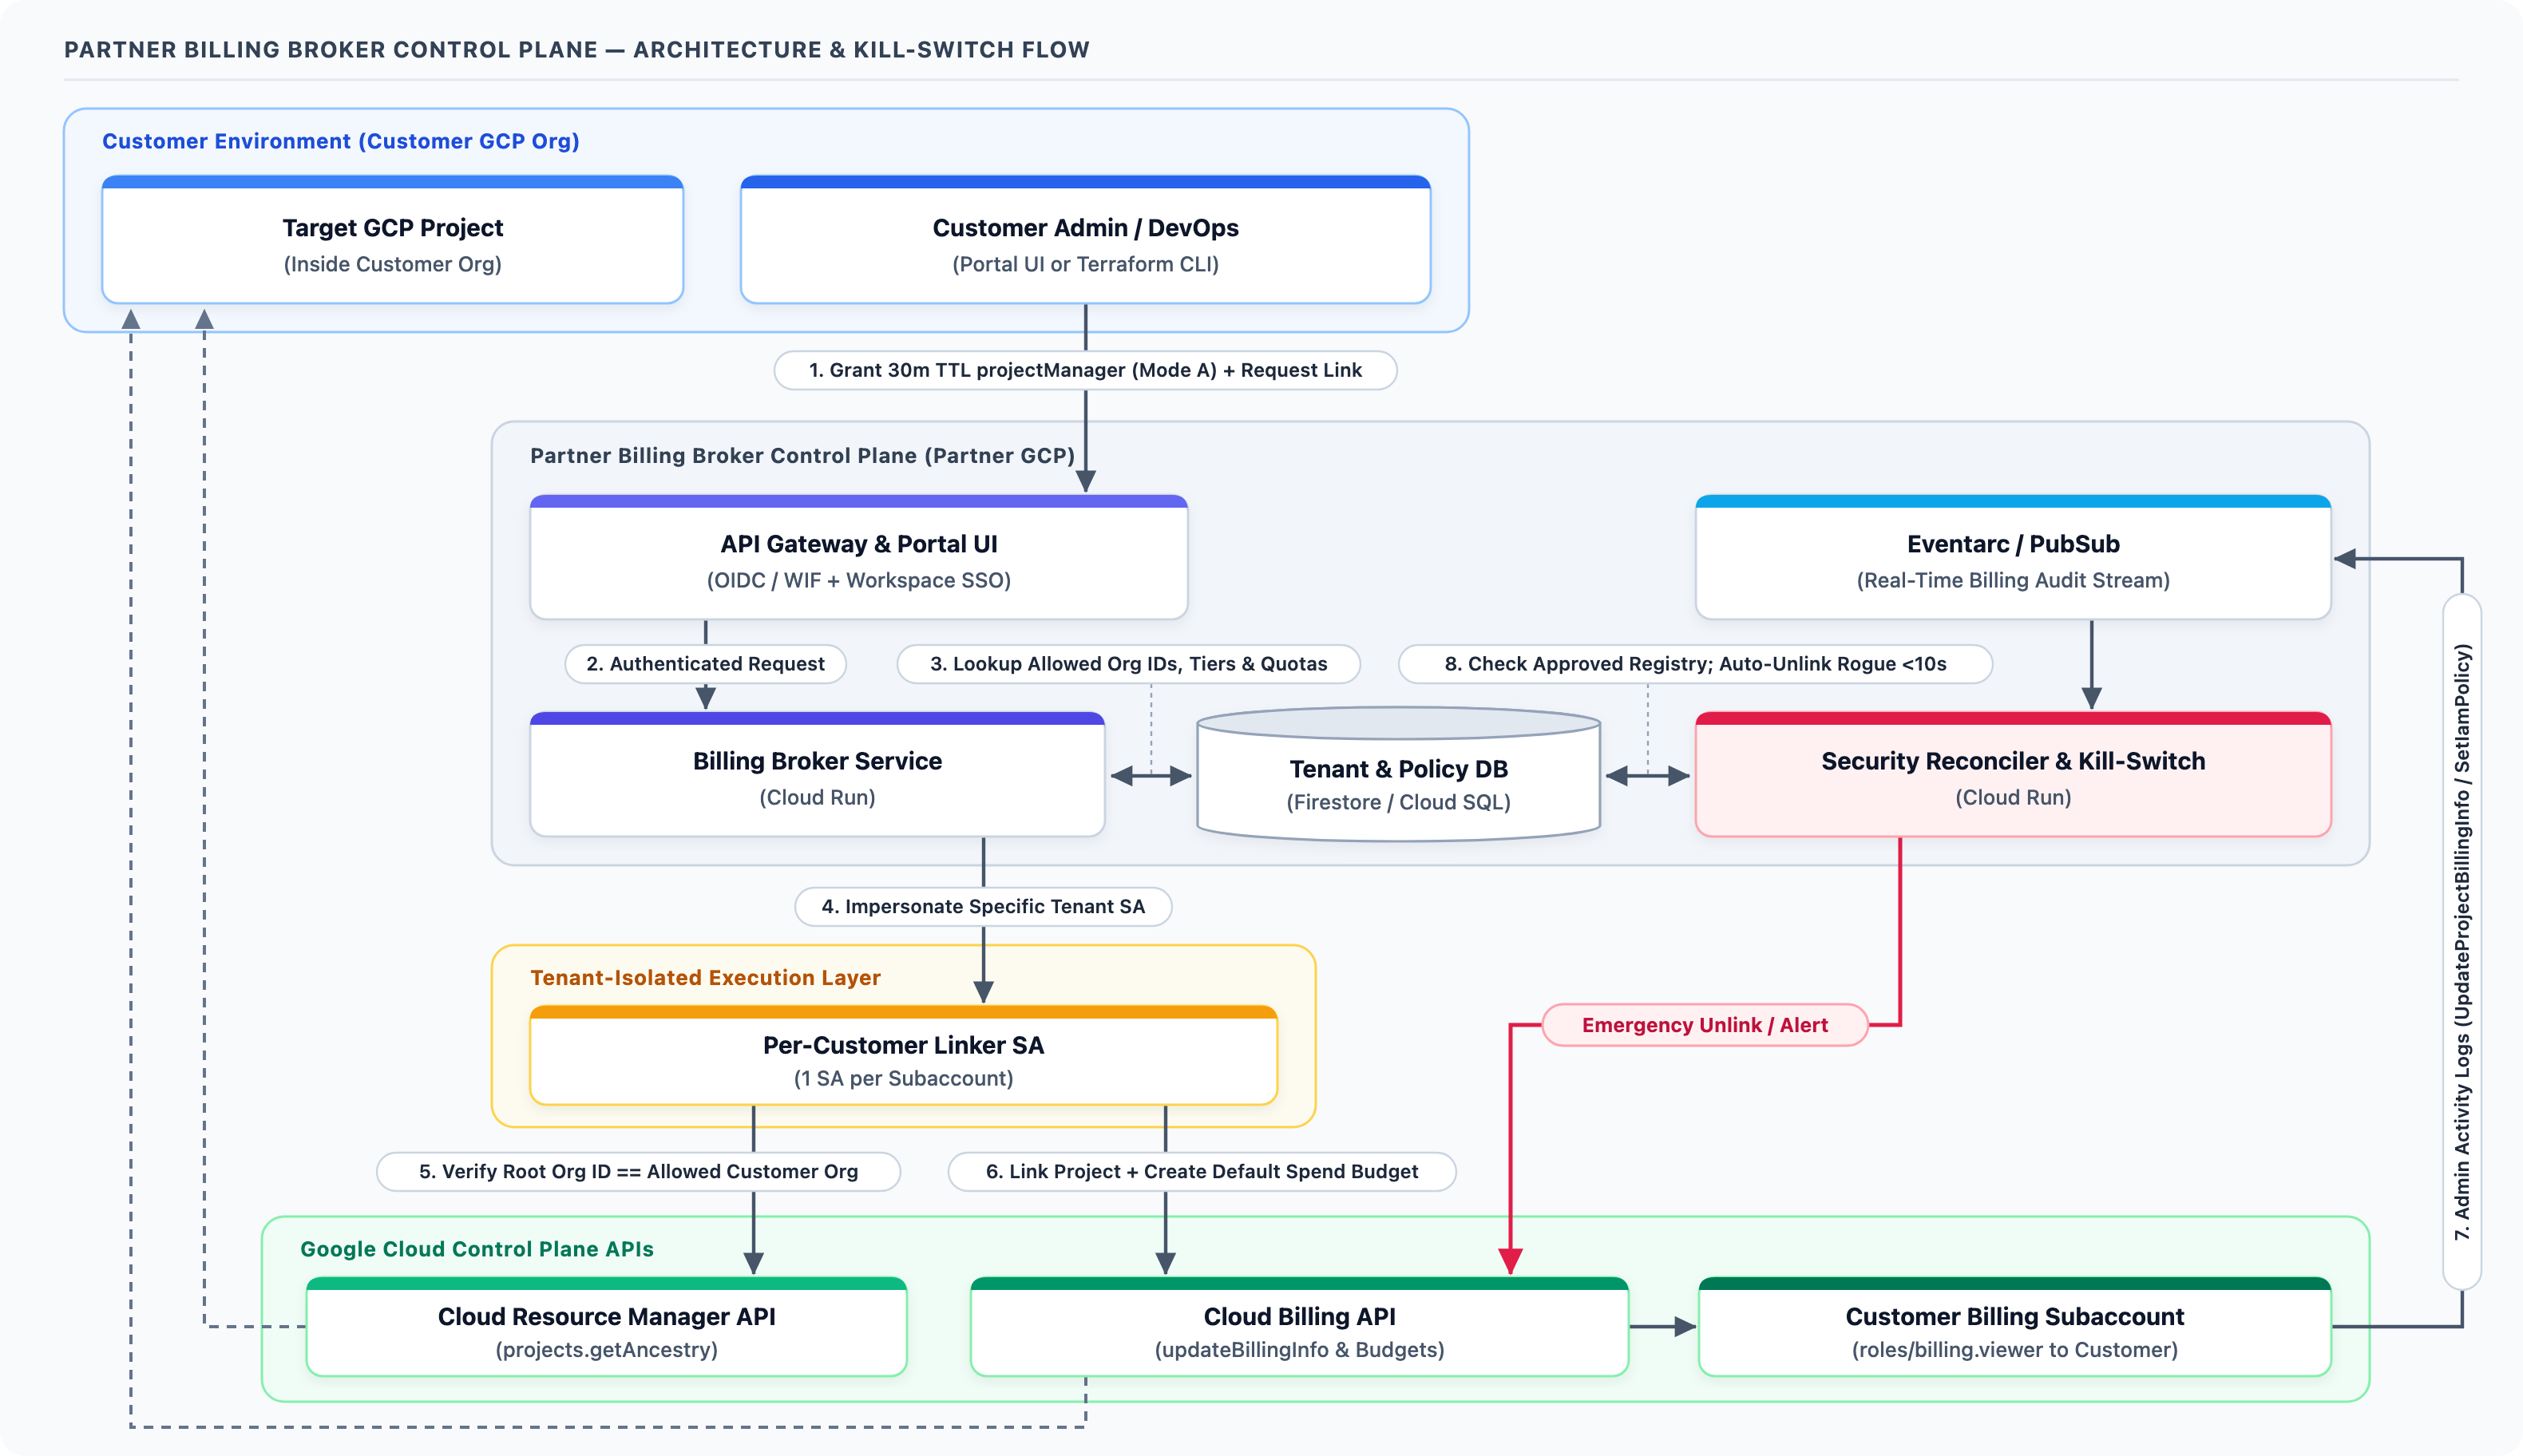 PARTNER BILLING BROKER CONTROL PLANE — ARCHITECTURE & KILL-SWITCH FLOW
Customer Environment (Customer GCP Org)
Target GCP Project
(Inside Customer Org)
Customer Admin / DevOps
(Portal UI or Terraform CLI)
1. Grant 30m TTL projectManager (Mode A) + Request Link
Partner Billing Broker Control Plane (Partner GCP)
API Gateway & Portal UI
(OIDC / WIF + Workspace SSO)
Eventarc / PubSub
(Real-Time Billing Audit Stream)
2. Authenticated Request
3. Lookup Allowed Org IDs, Tiers & Quotas
8. Check Approved Registry; Auto-Unlink Rogue <10s
Billing Broker Service
(Cloud Run)
Tenant & Policy DB
(Firestore / Cloud SQL)
Security Reconciler & Kill-Switch
(Cloud Run)
7. Admin Activity Logs (UpdateProjectBillingInfo / SetIamPolicy)
4. Impersonate Specific Tenant SA
Tenant-Isolated Execution Layer
Per-Customer Linker SA
(1 SA per Subaccount)
Emergency Unlink / Alert
5. Verify Root Org ID == Allowed Customer Org
6. Link Project + Create Default Spend Budget
Google Cloud Control Plane APIs
Cloud Resource Manager API
(projects.getAncestry)
Cloud Billing API
(updateBillingInfo & Budgets)
Customer Billing Subaccount
(roles/billing.viewer to Customer)